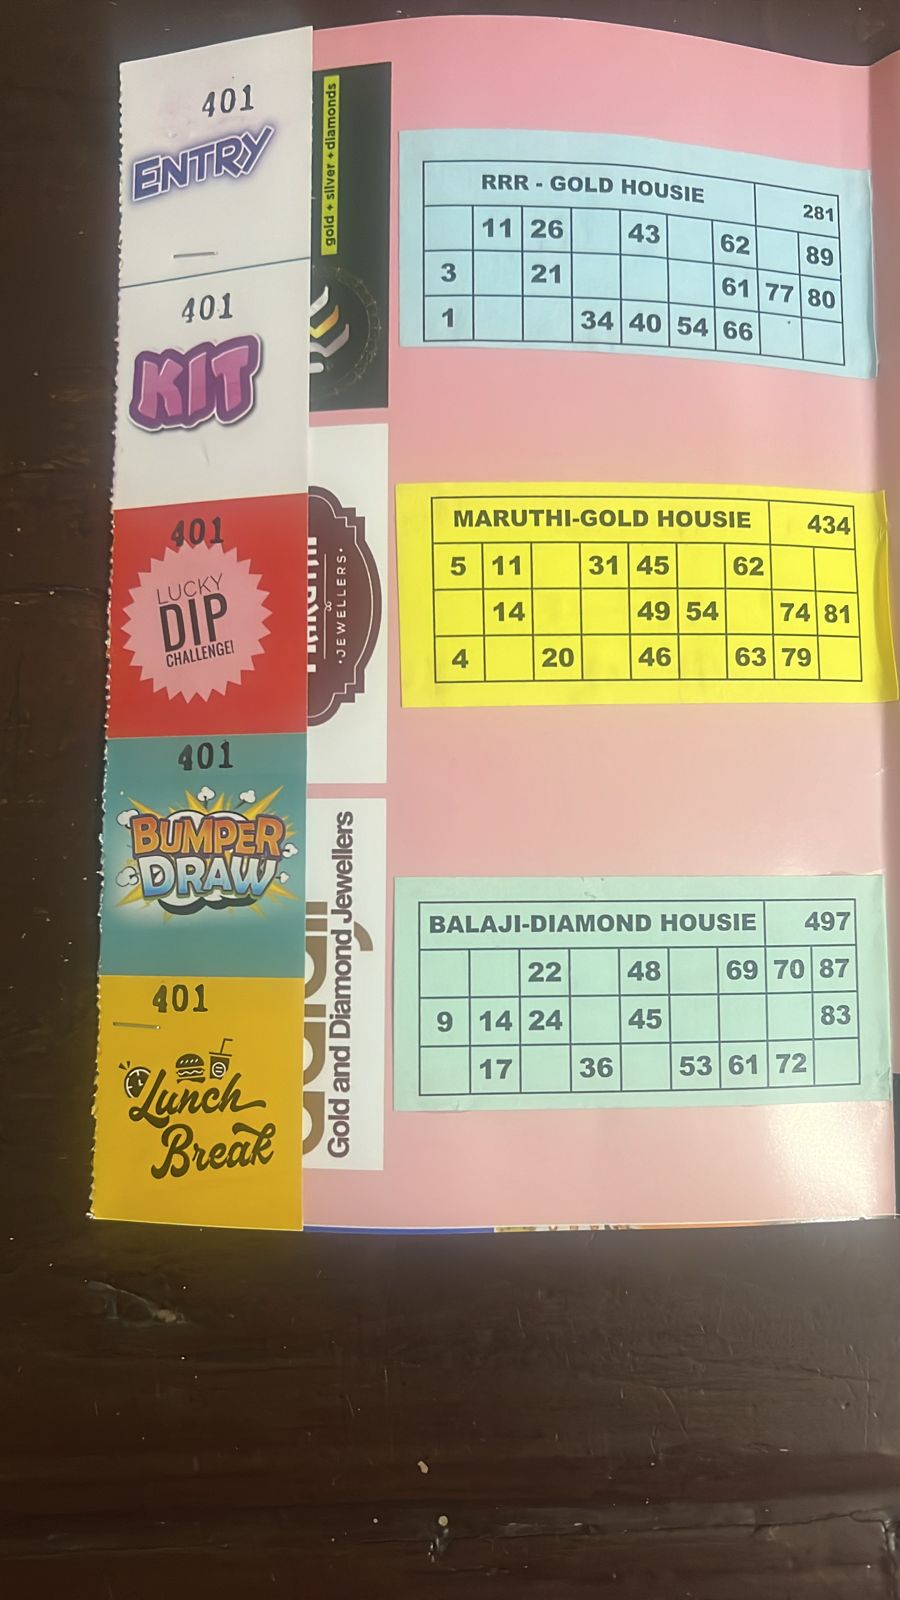 401
ENTRY
401
KIT
401
LUCKY
DIP
CHALLENGE!
401
BUMPER
DRAW
401
Lunch
Break
gold + silver + diamonds
&
• JEWELLERS •
Gold and Diamond Jewellers
RRR - GOLD HOUSIE 281
11 26 43 62 89
3 21 61 77 80
1 34 40 54 66
MARUTHI-GOLD HOUSIE 434
5 11 31 45 62
14 49 54 74 81
4 20 46 63 79
BALAJI-DIAMOND HOUSIE 497
22 48 69 70 87
9 14 24 45 83
17 36 53 61 72